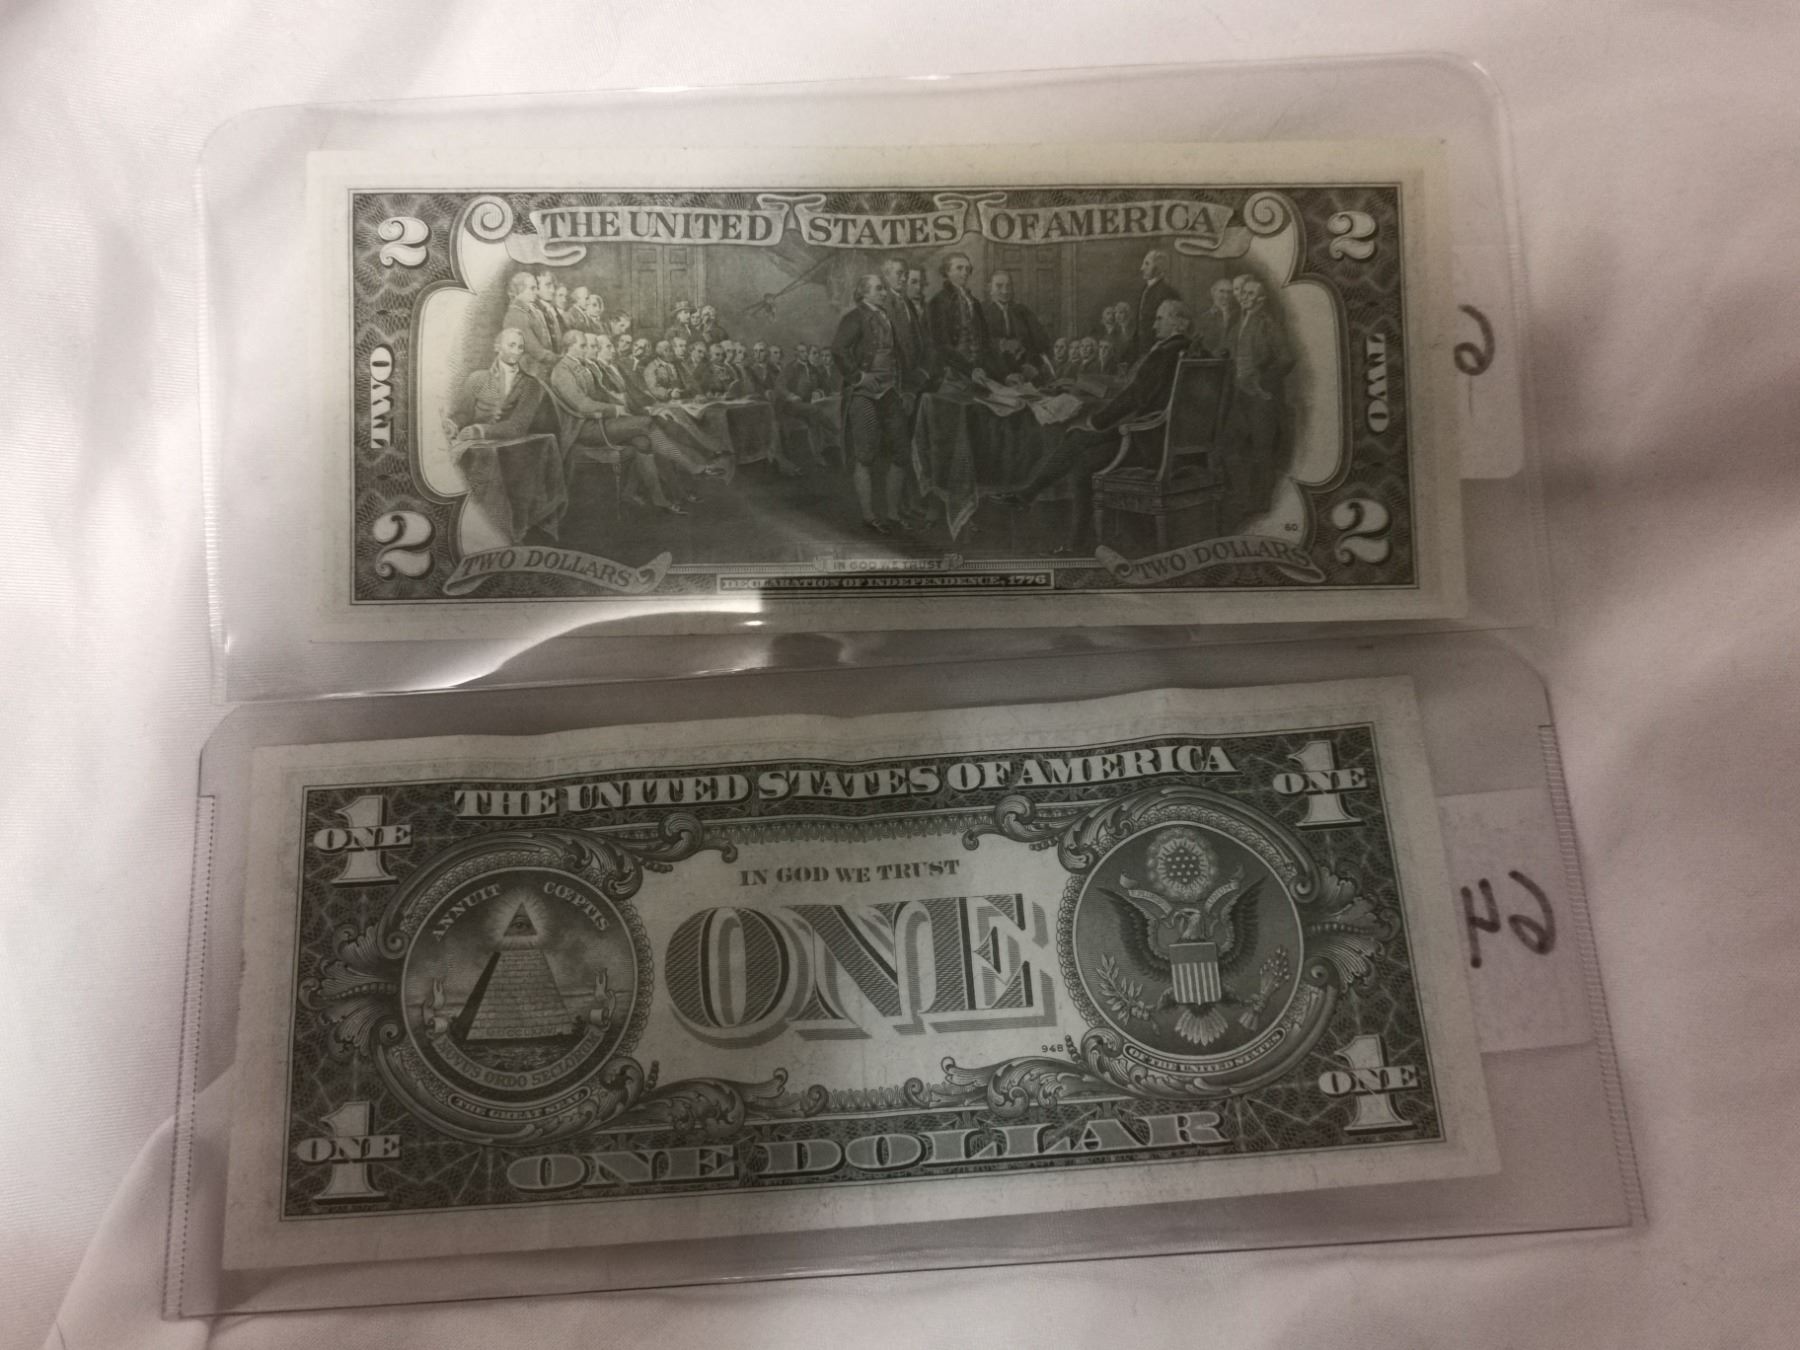 2 THE UNITED STATES OF AMERICA 2
TWO TWO
60
2 TWO DOLLARS IN GOD WE TRUST TWO DOLLARS 2
DECLARATION OF INDEPENDENCE, 1776
THE UNITED STATES OF AMERICA
1 ONE 1 ONE
IN GOD WE TRUST
ANNUIT CŒPTIS
ONE
948
NOVUS ORDO SECLORUM
THE GREAT SEAL OF THE UNITED STATES
1 ONE 1 ONE
ONE DOLLAR